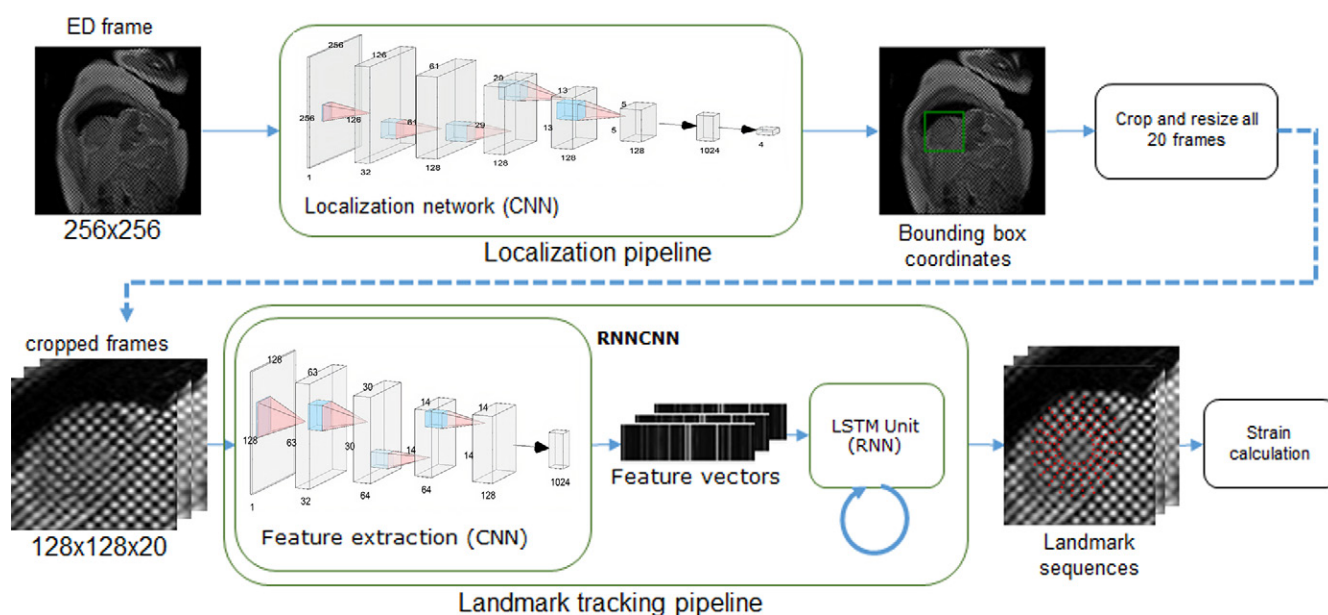 ED frame
256x256
256
256
1
126
126
32
61
61
128
29
29
128
13
13
128
5
5
128
1024
4
Localization network (CNN)
Localization pipeline
Bounding box
coordinates
Crop and resize all
20 frames
cropped frames
128x128x20
RNNCNN
128
128
1
63
63
32
30
30
64
14
14
64
14
14
128
1024
Feature extraction (CNN)
Feature vectors
LSTM Unit
(RNN)
Landmark tracking pipeline
Landmark
sequences
Strain
calculation